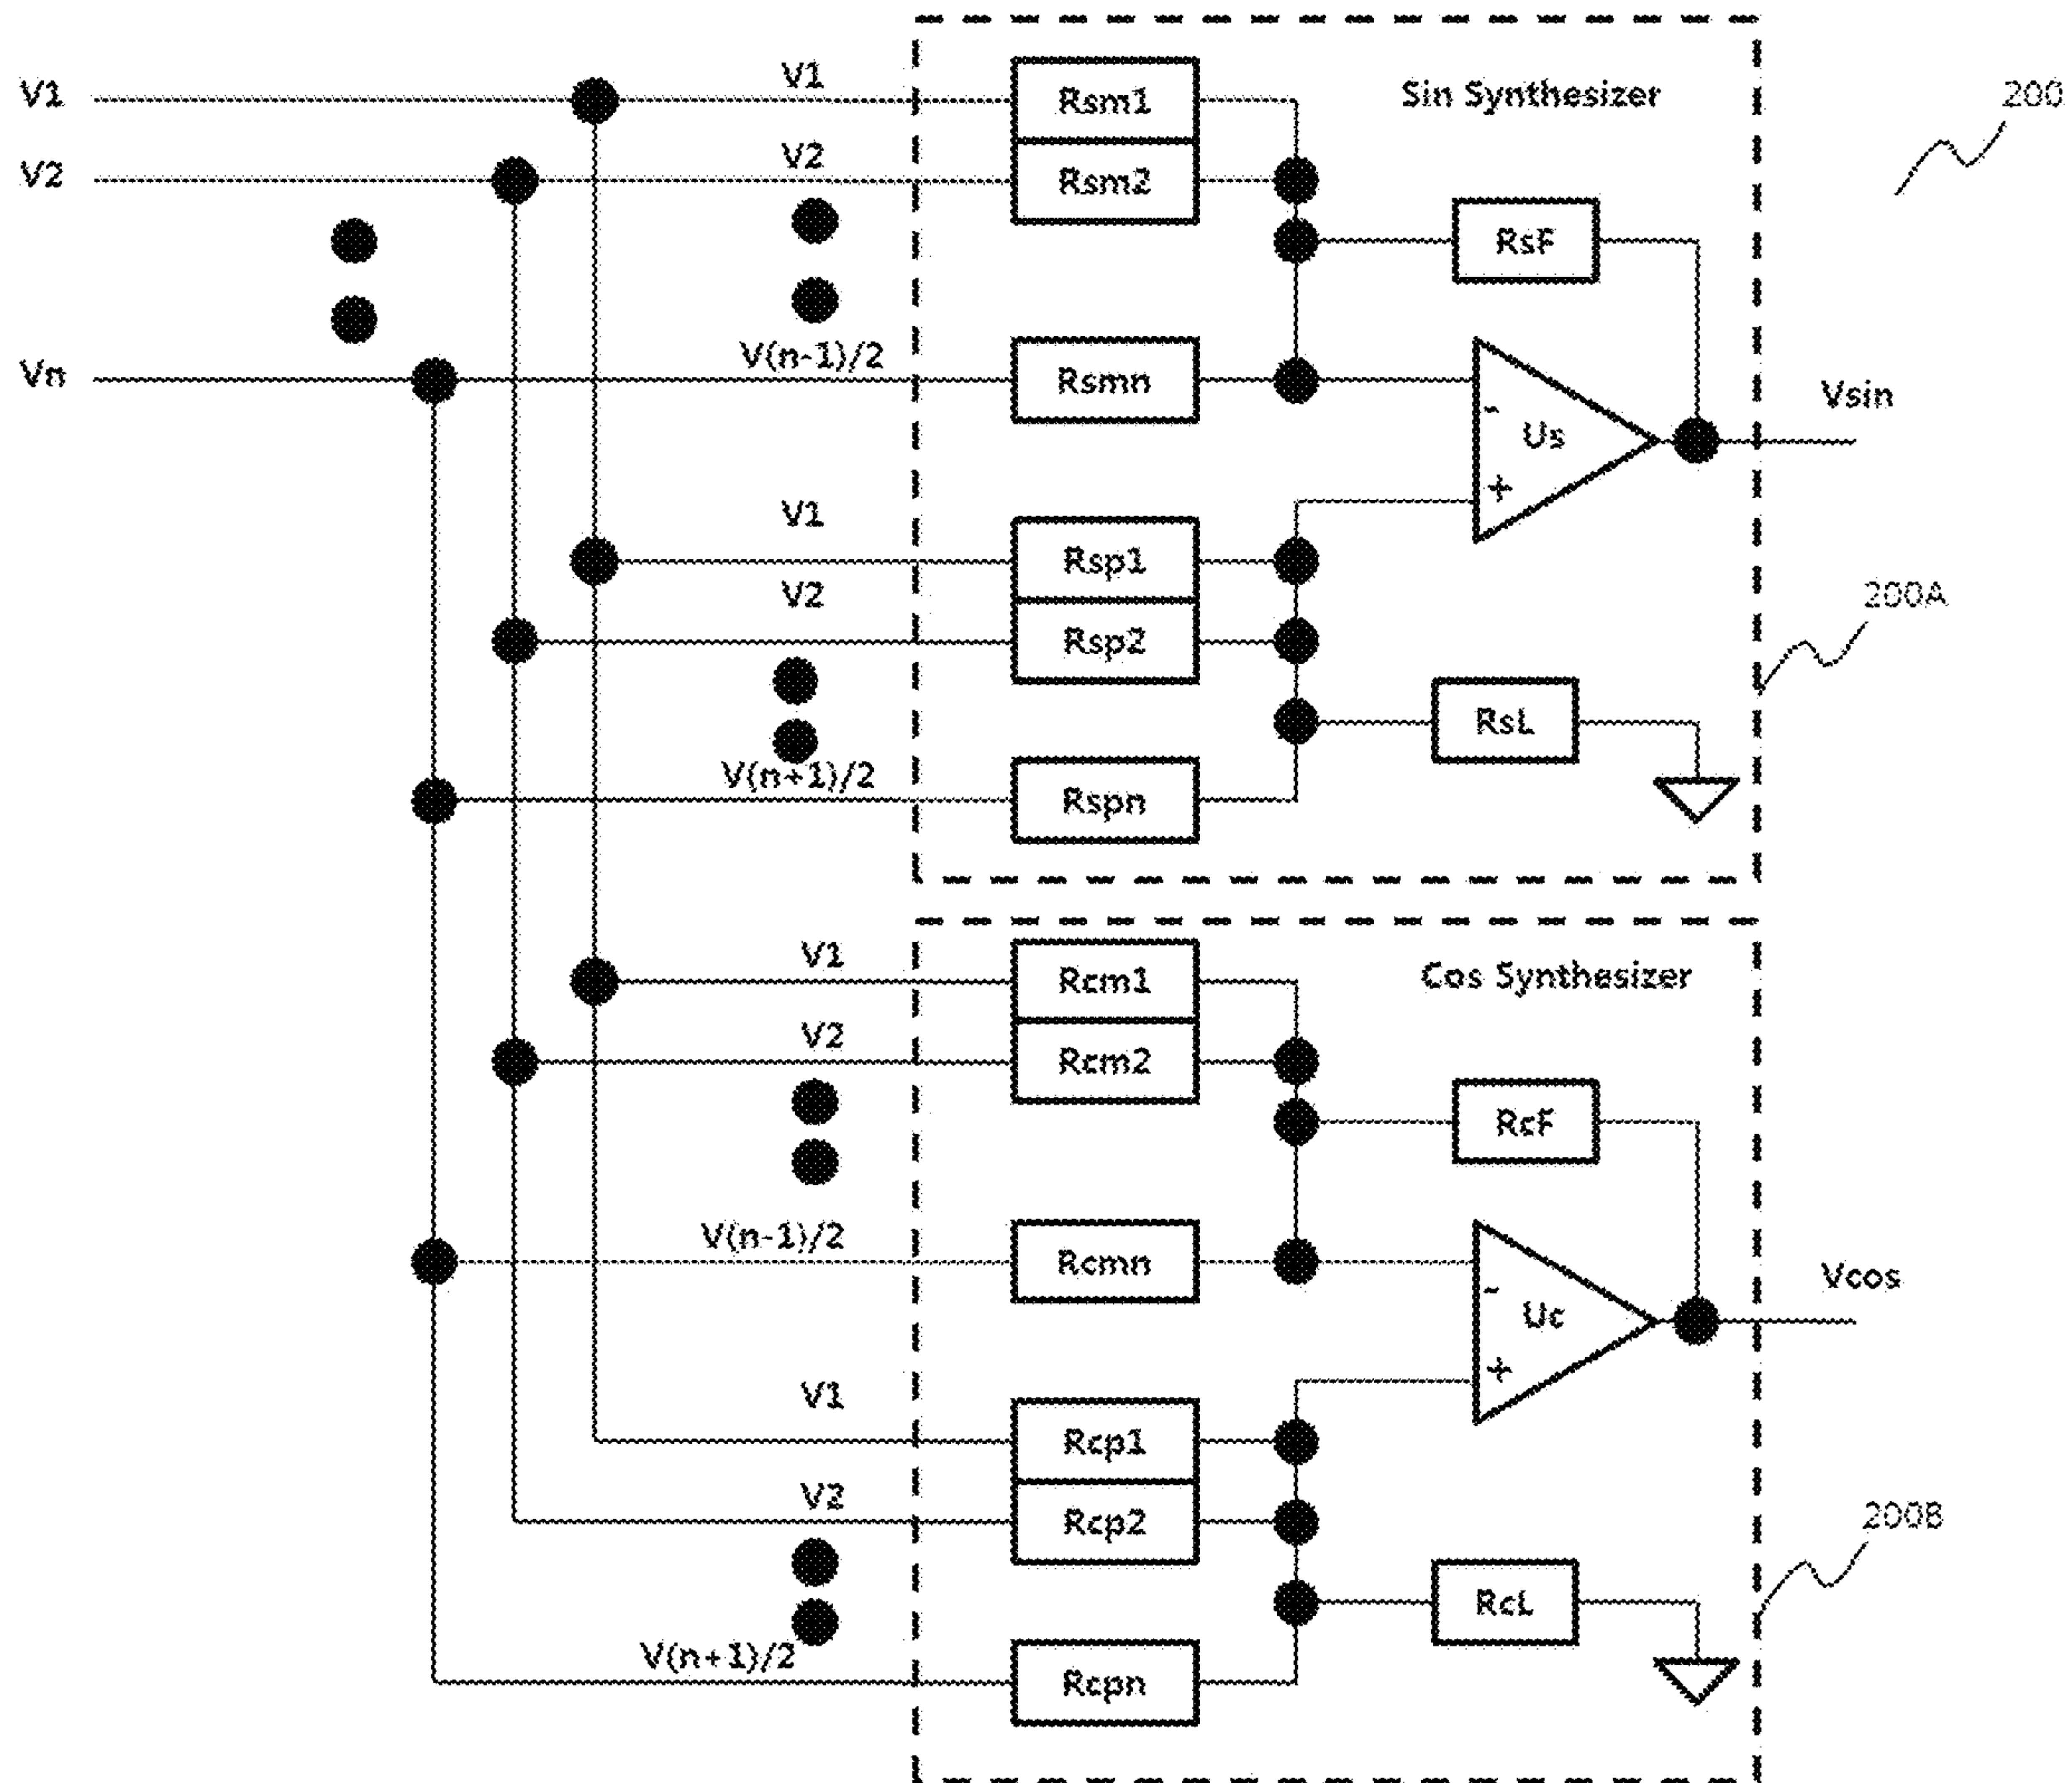 V1
V1
Rsm1
Sin Synthesizer
200
V2
V2
Rsm2
RsF
Vn
V(n-1)/2
Rsmn
-
Us
+
Vsin
V1
Rsp1
V2
Rsp2
200A
RsL
V(n+1)/2
Rspn
V1
Rcm1
Cos Synthesizer
V2
Rcm2
RcF
V(n-1)/2
Rcmn
-
Uc
+
Vcos
V1
Rcp1
V2
Rcp2
200B
RcL
V(n+1)/2
Rcpn